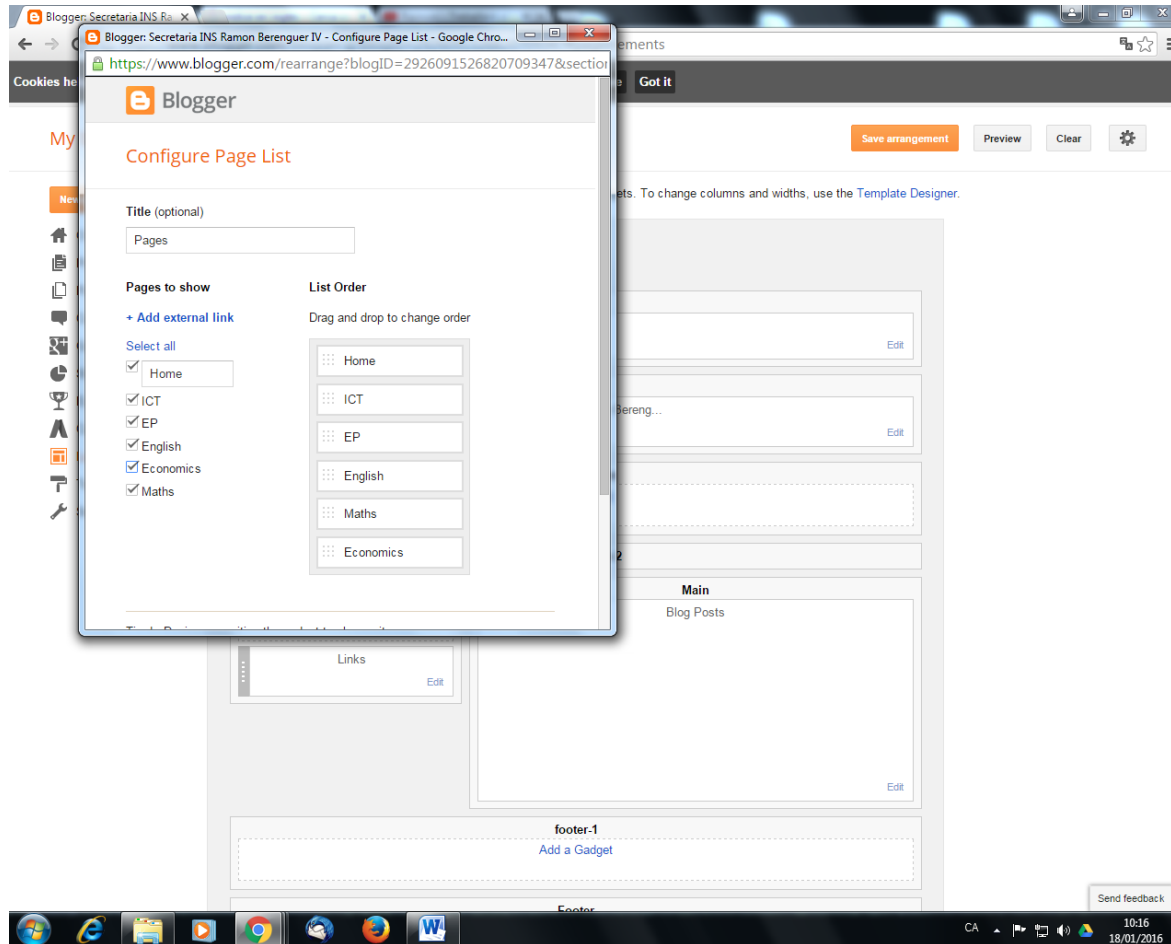 Blogger: Secretaria INS Ra
Blogger: Secretaria INS Ramon Berenguer IV - Configure Page List - Google Chro...
ements
https://www.blogger.com/rearrange?blogID=2926091526820709347&section
Cookies he
Got it
Blogger
My
Save arrangement
Preview
Clear
Configure Page List
New
ets. To change columns and widths, use the Template Designer.
Title (optional)
Pages
Pages to show
List Order
+ Add external link
Drag and drop to change order
Select all
Home
ICT
EP
English
Economics
Maths
Home
ICT
EP
English
Maths
Economics
Edit
Bereng...
Edit
2
Main
Blog Posts
Links
Edit
Edit
footer-1
Add a Gadget
Footer
Send feedback
CA
10:16
18/01/2016